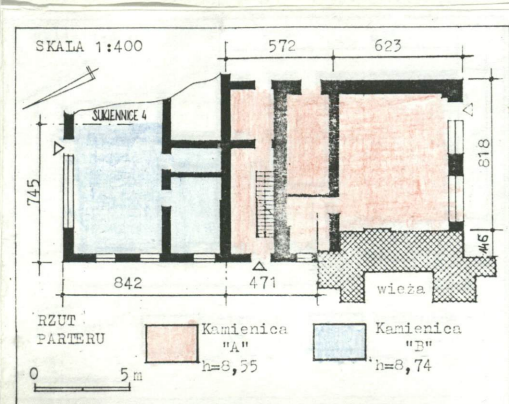 SKALA 1:400
572
623
SUKIENNICE 4
745
818
145
842
471
wieża
RZUT
PARTERU
Kamienica
"A"
h=8,55
Kamienica
"B"
h=8,74
0
5 m